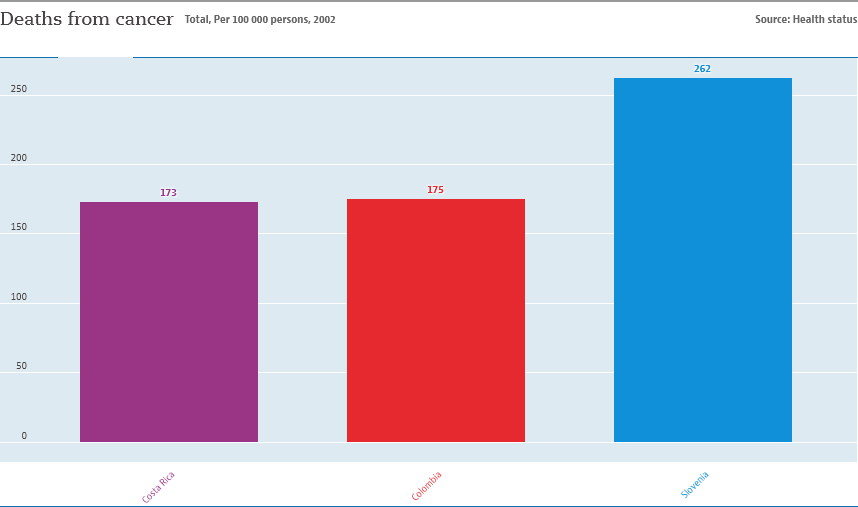 Deaths from cancer Total, Per 100 000 persons, 2002 Source: Health status
262
250
200
173
175
150
100
50
0
Costa Rica
Colombia
Slovenia